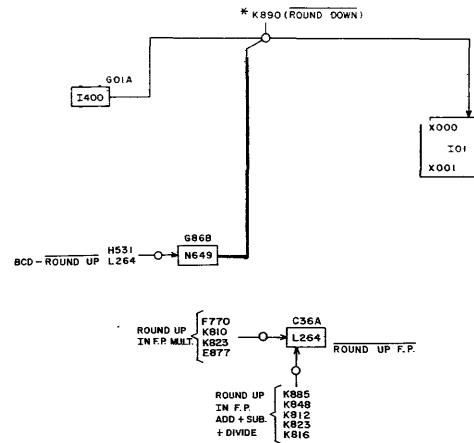 * K890 (ROUND DOWN)
G01A
I400
X000
I01
X001
G86B
H531
BCD-ROUND UP L264
N649
C36A
ROUND UP
IN F.P. MULT.
F770
K810
K823
E877
L264
ROUND UP F.P.
ROUND UP
IN F.P.
ADD + SUB.
+ DIVIDE
K885
K848
K812
K823
K816